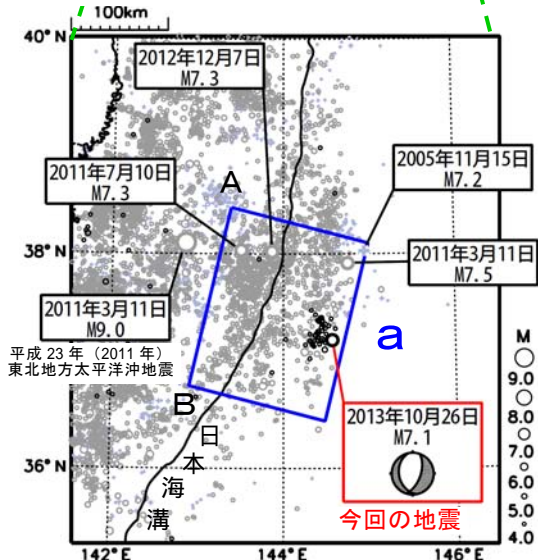 100km
40°N
2012年12月7日
M7.3
2011年7月10日
M7.3
A
2005年11月15日
M7.2
38°N
2011年3月11日
M7.5
2011年3月11日
M9.0
平成 23 年（2011 年）
東北地方太平洋沖地震
a
B
日
本
海
溝
2013年10月26日
M7.1
今回の地震
36°N
142°E
144°E
146°E
M
9.0
8.0
7.0
6.0
5.0
4.0